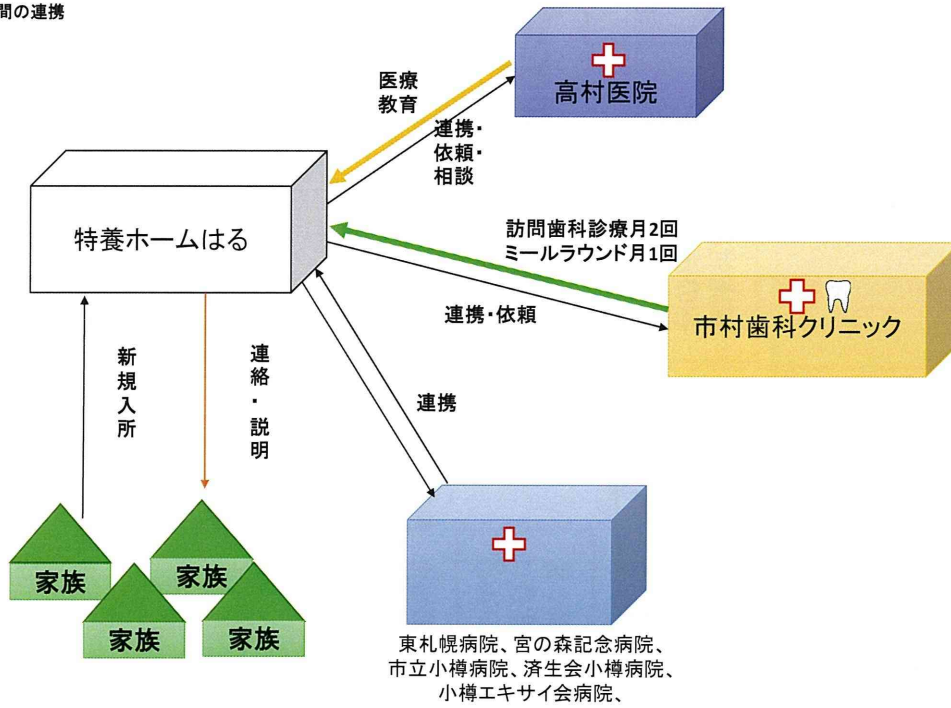 間の連携
高村医院
医療
教育
連携・
依頼・
相談
特養ホームはる
訪問歯科診療月2回
ミールラウンド月1回
市村歯科クリニック
連携・依頼
新規入所
連絡・説明
連携
家族
家族
家族
家族
東札幌病院、宮の森記念病院、
市立小樽病院、済生会小樽病院、
小樽エキサイ会病院、